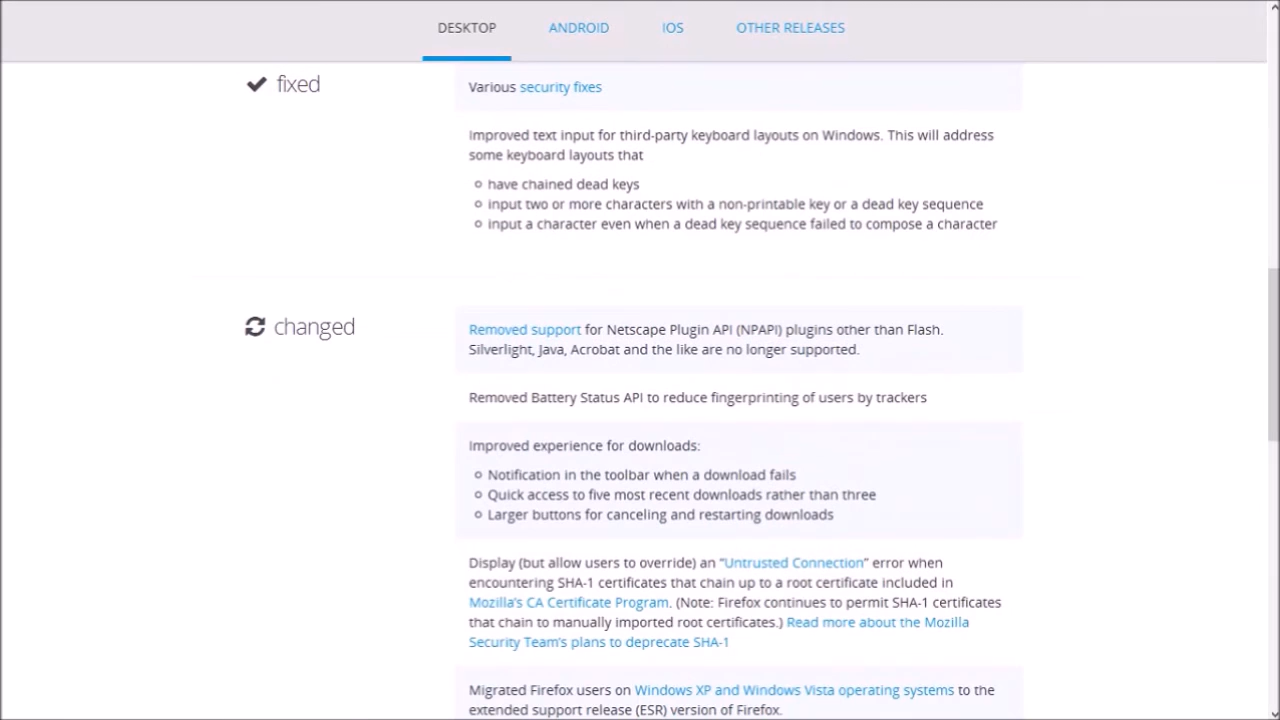 DESKTOP ANDROID IOS OTHER RELEASES
fixed
Various security fixes
Improved text input for third-party keyboard layouts on Windows. This will address
some keyboard layouts that
have chained dead keys
input two or more characters with a non-printable key or a dead key sequence
input a character even when a dead key sequence failed to compose a character
changed
Removed support for Netscape Plugin API (NPAPI) plugins other than Flash.
Silverlight, Java, Acrobat and the like are no longer supported.
Removed Battery Status API to reduce fingerprinting of users by trackers
Improved experience for downloads:
Notification in the toolbar when a download fails
Quick access to five most recent downloads rather than three
Larger buttons for canceling and restarting downloads
Display (but allow users to override) an “Untrusted Connection” error when
encountering SHA-1 certificates that chain up to a root certificate included in
Mozilla’s CA Certificate Program. (Note: Firefox continues to permit SHA-1 certificates
that chain to manually imported root certificates.) Read more about the Mozilla
Security Team’s plans to deprecate SHA-1
Migrated Firefox users on Windows XP and Windows Vista operating systems to the
extended support release (ESR) version of Firefox.